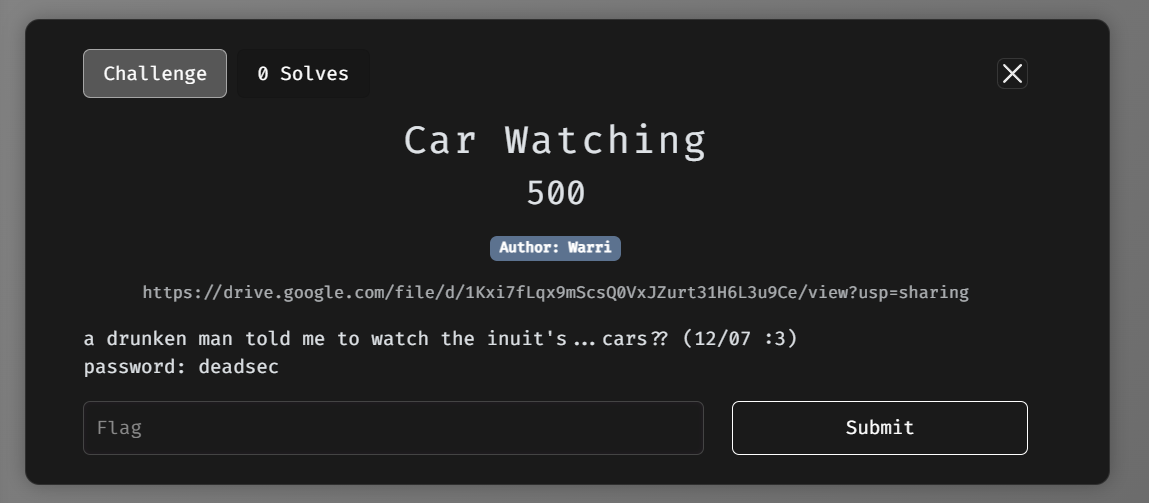 Challenge
0 Solves
Car Watching
500
Author: Warri
https://drive.google.com/file/d/1Kxi7fLqx9mScsQ0VxJZurt31H6L3u9Ce/view?usp=sharing
a drunken man told me to watch the inuit's...cars?? (12/07 :3)
password: deadsec
Flag
Submit